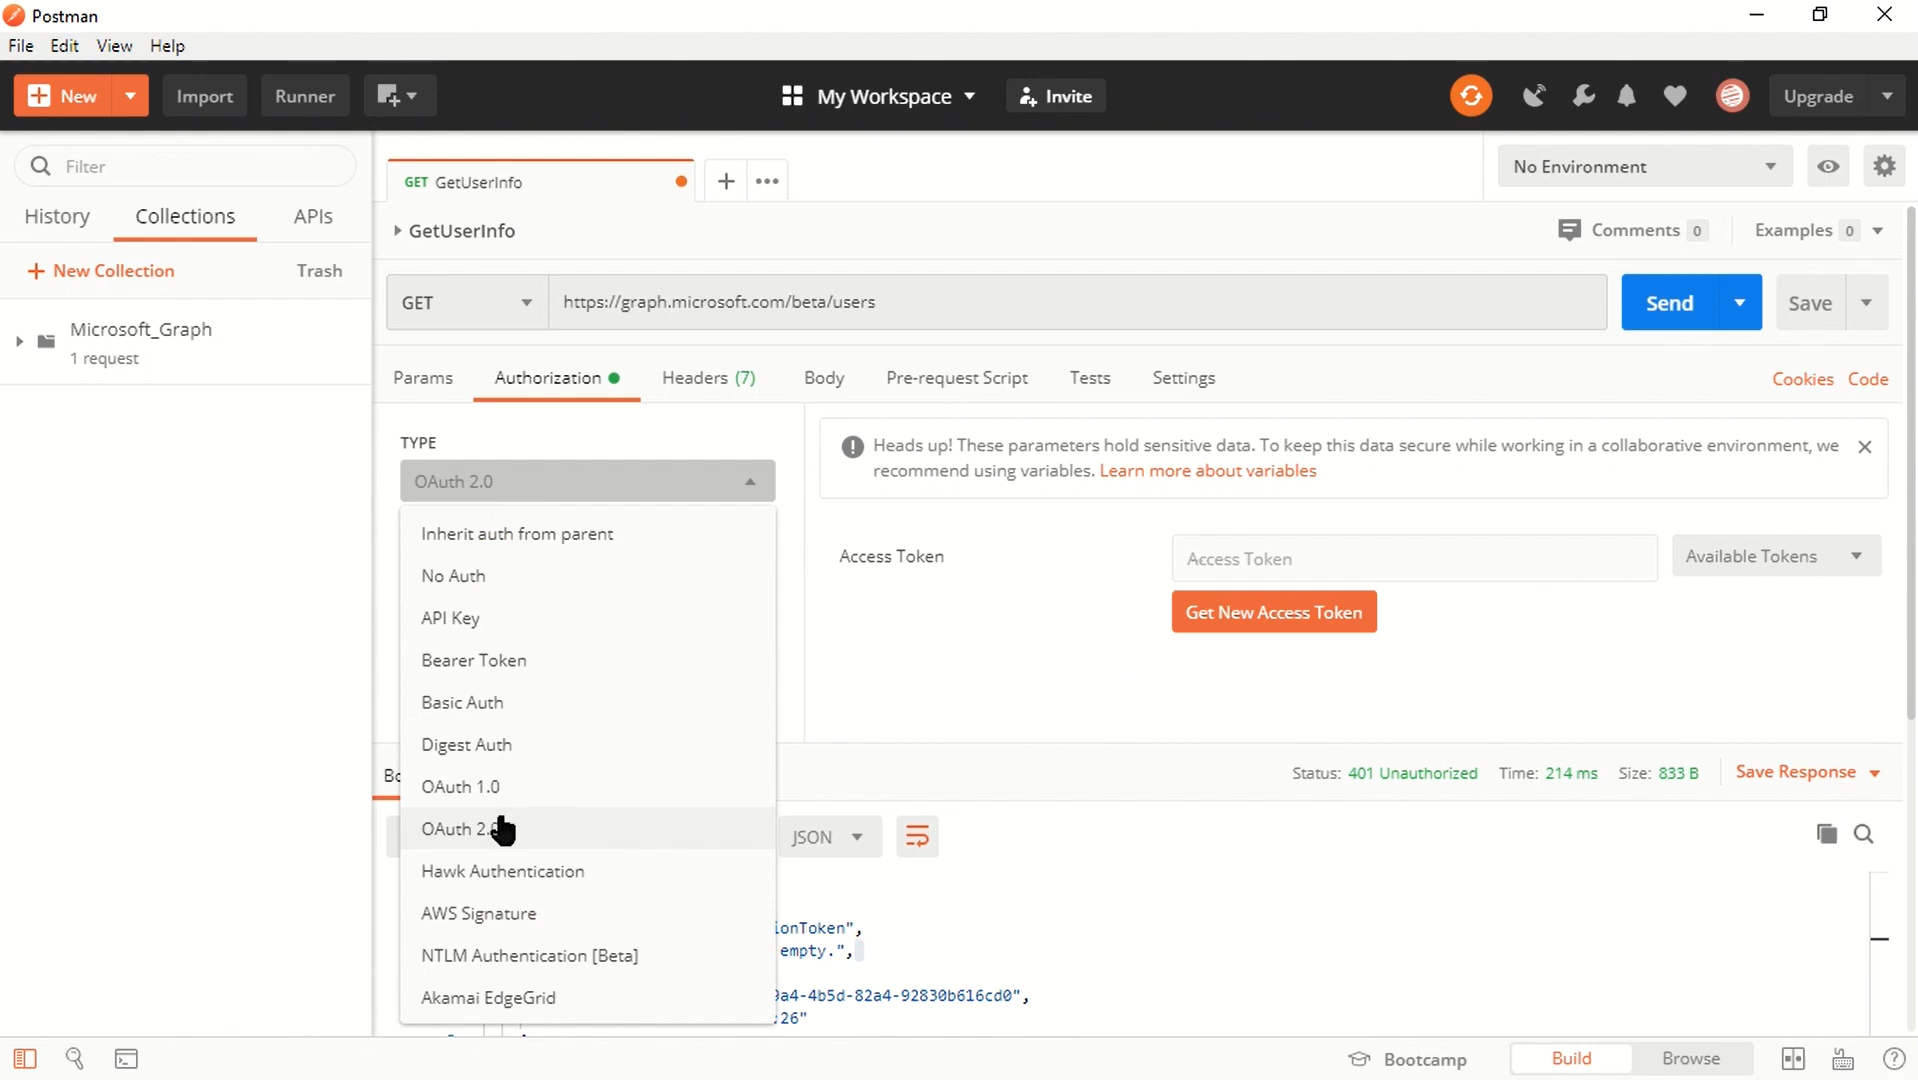 Postman
File Edit View Help
New Import Runner My Workspace Invite Upgrade
Filter
History Collections APIs
New Collection Trash
Microsoft_Graph
1 request
GET GetUserInfo
No Environment
GetUserInfo
Comments 0 Examples 0
GET https://graph.microsoft.com/beta/users Send Save
Params Authorization Headers (7) Body Pre-request Script Tests Settings Cookies Code
TYPE
OAuth 2.0
Inherit auth from parent
No Auth
API Key
Bearer Token
Basic Auth
Digest Auth
OAuth 1.0
OAuth 2.0
Hawk Authentication
AWS Signature
NTLM Authentication [Beta]
Akamai EdgeGrid
Heads up! These parameters hold sensitive data. To keep this data secure while working in a collaborative environment, we
recommend using variables. Learn more about variables
Access Token Access Token Available Tokens
Get New Access Token
Bo
Status: 401 Unauthorized Time: 214 ms Size: 833 B Save Response
JSON
ionToken",
empty.",
9a4-4b5d-82a4-92830b616cd0",
:26"
Bootcamp Build Browse